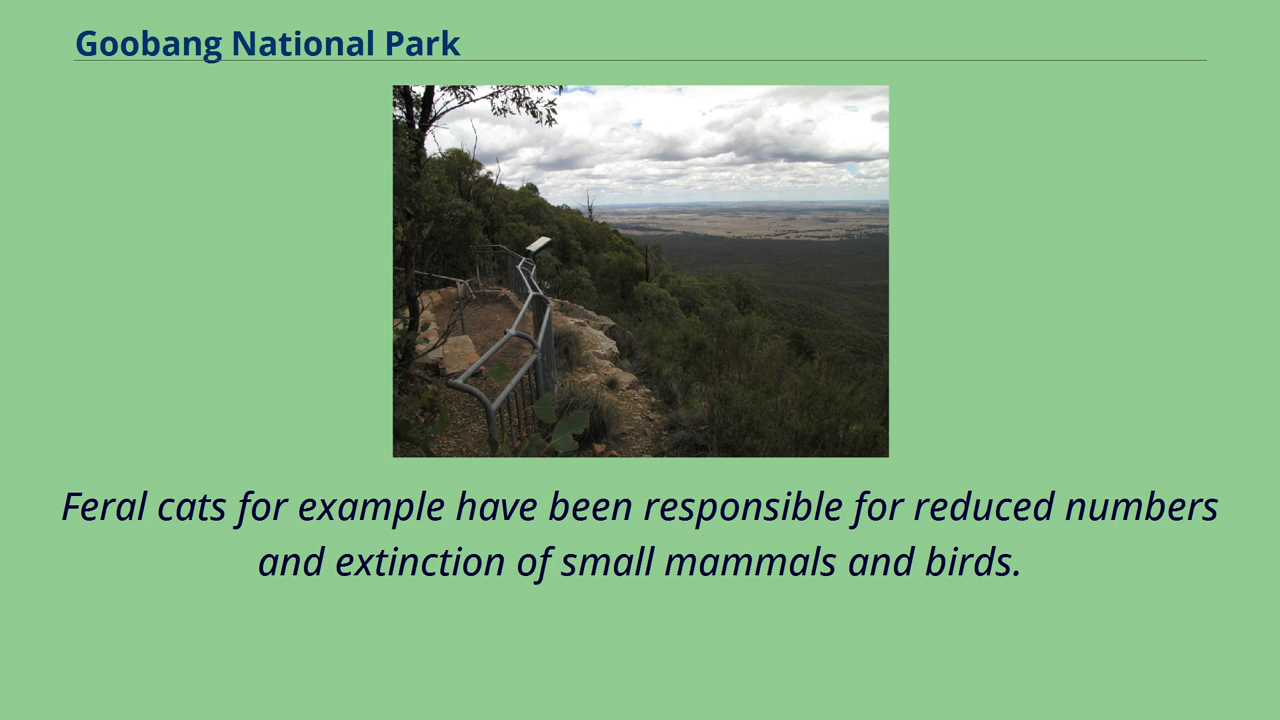 Goobang National Park
Feral cats for example have been responsible for reduced numbers
and extinction of small mammals and birds.